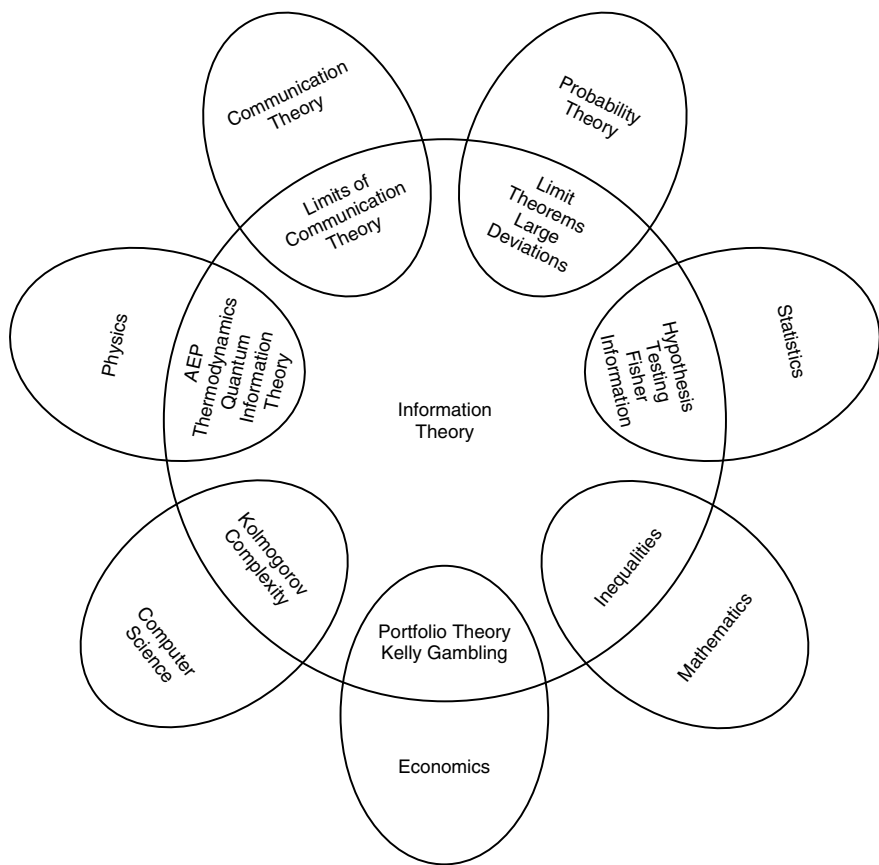 Communication
Theory
Probability
Theory
Limits of
Communication
Theory
Limit
Theorems
Large
Deviations
Physics
AEP
Thermodynamics
Quantum
Information
Theory
Information
Theory
Hypothesis
Testing
Fisher
Information
Statistics
Kolmogorov
Complexity
Computer
Science
Portfolio Theory
Kelly Gambling
Economics
Inequalities
Mathematics